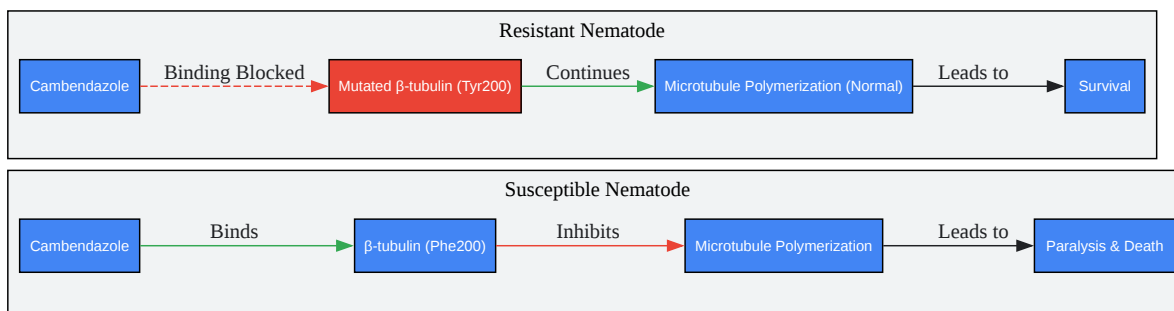 Resistant Nematode
Cambendazole
Binding Blocked
Mutated β-tubulin (Tyr200)
Continues
Microtubule Polymerization (Normal)
Leads to
Survival
Susceptible Nematode
Cambendazole
Binds
β-tubulin (Phe200)
Inhibits
Microtubule Polymerization
Leads to
Paralysis & Death